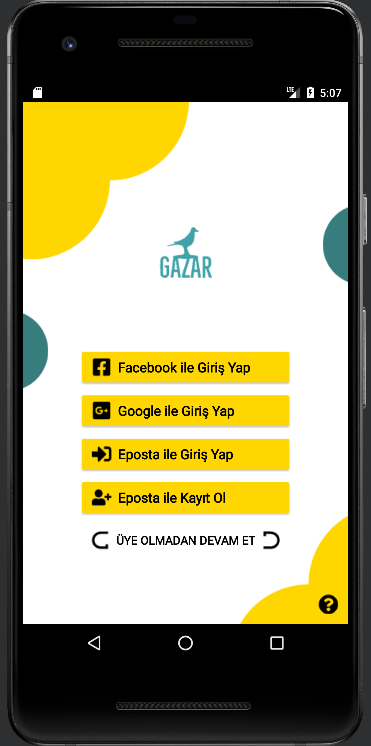 LTE 5:07
GAZAR
Facebook ile Giriş Yap
G+ Google ile Giriş Yap
Eposta ile Giriş Yap
Eposta ile Kayıt Ol
ÜYE OLMADAN DEVAM ET
?